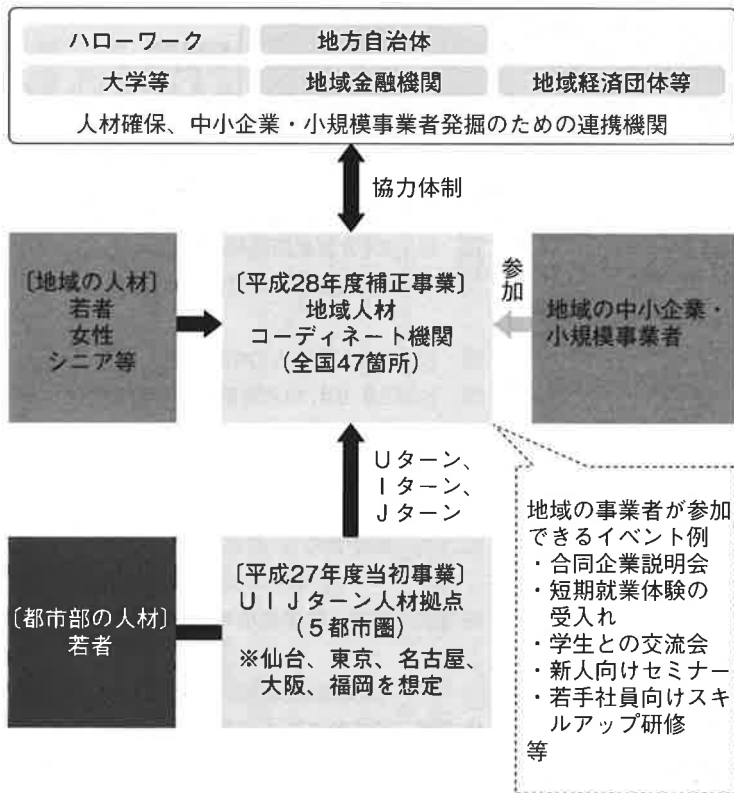 ハローワーク
地方自治体
大学等
地域金融機関
地域経済団体等
人材確保、中小企業・小規模事業者発掘のための連携機関
協力体制
〔地域の人材〕
若者
女性
シニア等
〔平成28年度補正事業〕
地域人材
コーディネート機関
(全国47箇所)
参加
地域の中小企業・
小規模事業者
Uターン、
Iターン、
Jターン
〔都市部の人材〕
若者
〔平成27年度当初事業〕
UIJターン人材拠点
(5都市圏)
※仙台、東京、名古屋、
大阪、福岡を想定
地域の事業者が参加
できるイベント例
・合同企業説明会
・短期就業体験の
受入れ
・学生との交流会
・新人向けセミナー
・若手社員向けスキ
ルアップ研修
等